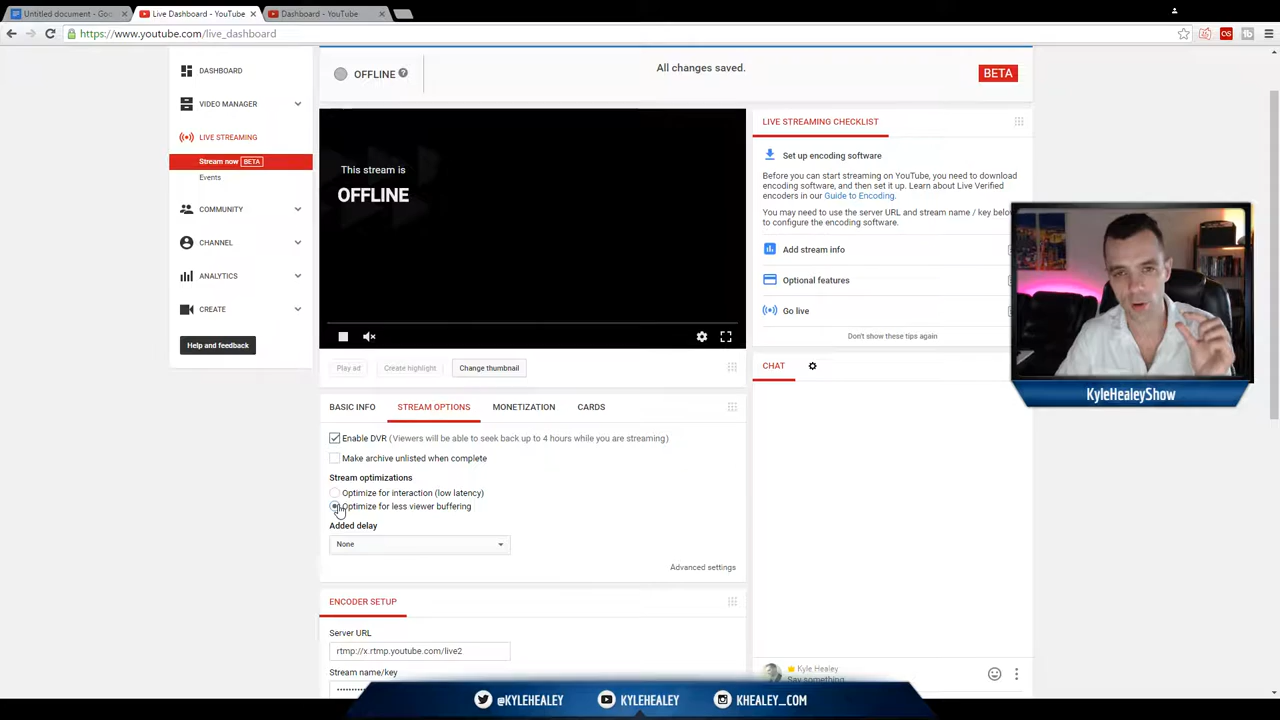 Untitled document - Goo
Live Dashboard - YouTube
Dashboard - YouTube
https://www.youtube.com/live_dashboard
DASHBOARD
VIDEO MANAGER
LIVE STREAMING
Stream now BETA
Events
COMMUNITY
CHANNEL
ANALYTICS
CREATE
Help and feedback
OFFLINE
All changes saved.
BETA
This stream is
OFFLINE
Play ad
Create highlight
Change thumbnail
BASIC INFO STREAM OPTIONS MONETIZATION CARDS
Enable DVR (Viewers will be able to seek back up to 4 hours while you are streaming)
Make archive unlisted when complete
Stream optimizations
Optimize for interaction (low latency)
Optimize for less viewer buffering
Added delay
None
Advanced settings
ENCODER SETUP
Server URL
rtmp://x.rtmp.youtube.com/live2
Stream name/key
LIVE STREAMING CHECKLIST
Set up encoding software
Before you can start streaming on YouTube, you need to download
encoding software, and then set it up. Learn about Live Verified
encoders in our Guide to Encoding.
You may need to use the server URL and stream name / key belo
to configure the encoding software.
Add stream info
Optional features
Go live
Don't show these tips again
CHAT
Kyle Healey
Say something...
KyleHealeyShow
@KYLEHEALEY
KYLEHEALEY
KHEALEY_COM